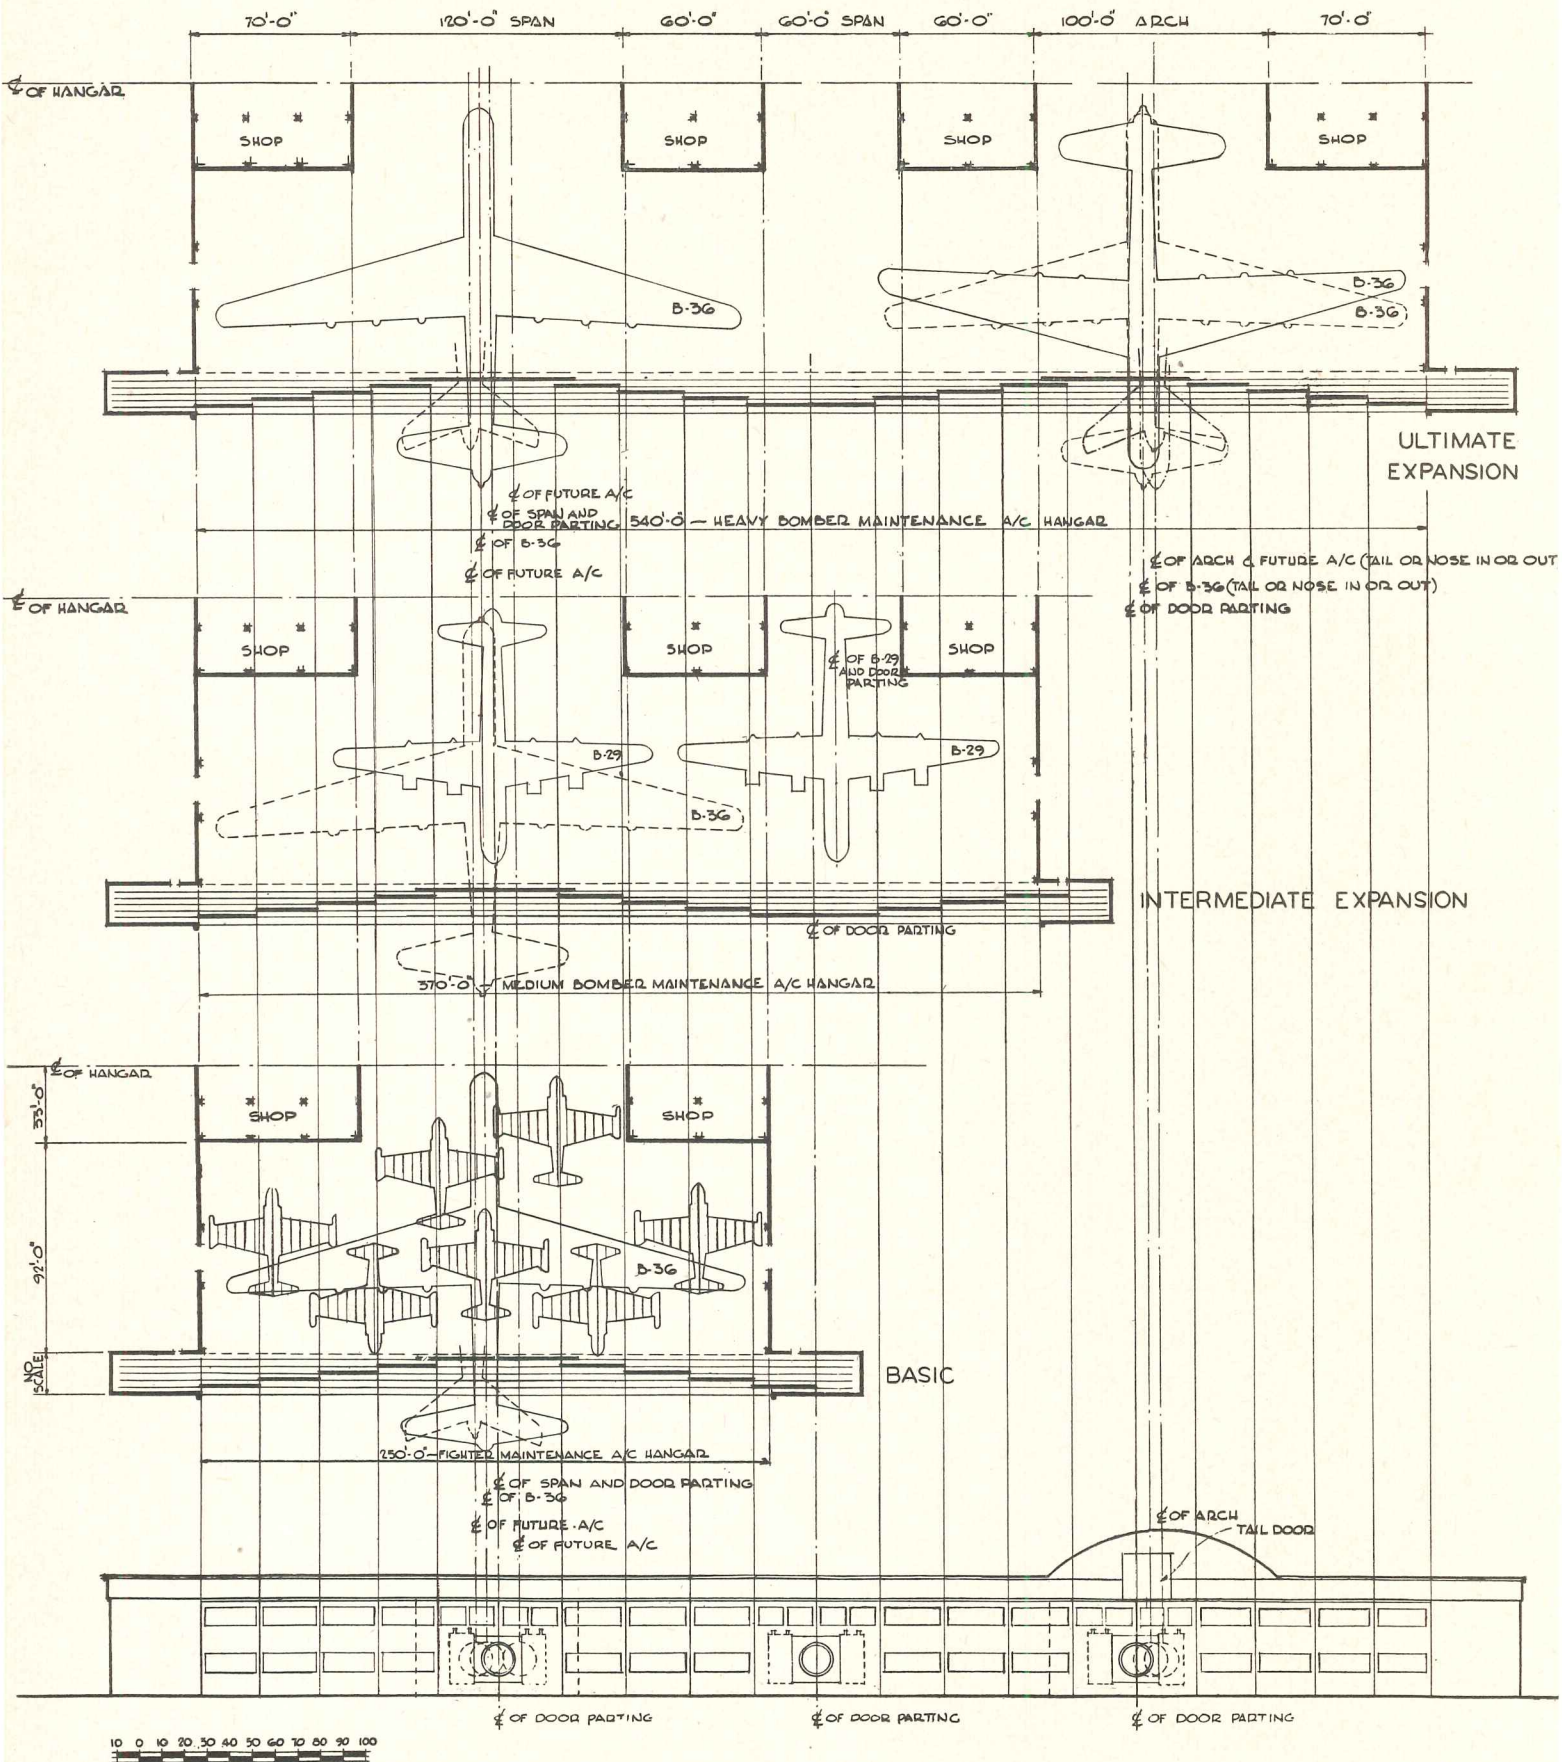 70'-0" 120'-0" SPAN 60'-0" 60'-0" SPAN 60'-0" 100'-0" ARCH 70'-0"
℄ OF HANGAR
SHOP SHOP SHOP SHOP
B-36 B-36
B-36
ULTIMATE
EXPANSION
℄ OF FUTURE A/C
℄ OF SPAN AND
DOOR PARTING
540'-0" — HEAVY BOMBER MAINTENANCE A/C HANGAR
℄ OF B-36
℄ OF FUTURE A/C
℄ OF ARCH & FUTURE A/C (TAIL OR NOSE IN OR OUT
℄ OF B-36 (TAIL OR NOSE IN OR OUT)
℄ OF DOOR PARTING
℄ OF HANGAR
SHOP SHOP SHOP
℄ OF B-29
AND DOOR
PARTING
B-29 B-29
B-36
INTERMEDIATE EXPANSION
℄ OF DOOR PARTING
370'-0" — MEDIUM BOMBER MAINTENANCE A/C HANGAR
℄ OF HANGAR
33'-0"
SHOP SHOP
92'-0"
B-36
NO
SCALE
BASIC
250'-0" — FIGHTER MAINTENANCE A/C HANGAR
℄ OF SPAN AND DOOR PARTING
℄ OF B-36
℄ OF FUTURE A/C
℄ OF FUTURE A/C
℄ OF ARCH
TAIL DOOR
℄ OF DOOR PARTING ℄ OF DOOR PARTING ℄ OF DOOR PARTING
10 0 10 20 30 40 50 60 70 80 90 100